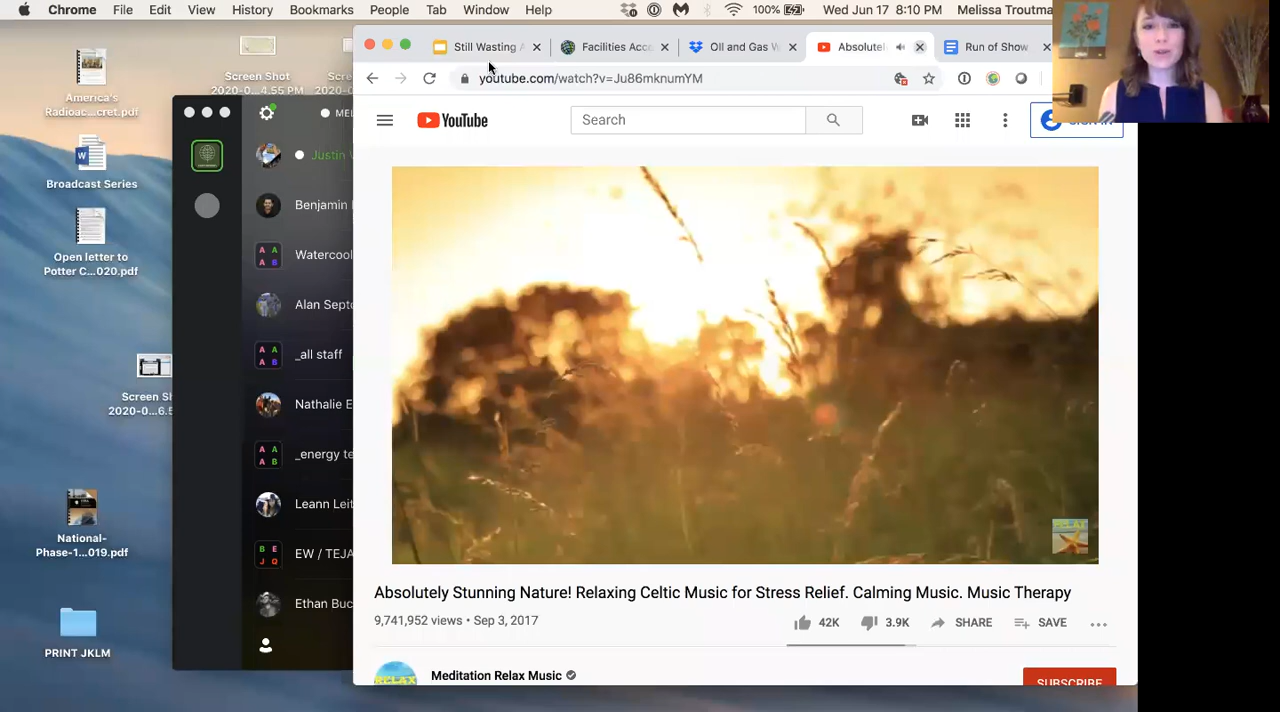 Chrome File Edit View History Bookmarks People Tab Window Help 100% Wed Jun 17 8:10 PM Melissa Troutma
Still Wasting
Facilities Acc
Oil and Gas W
Absolutel
Run of Show
youtube.com/watch?v=Ju86mknumYM
YouTube
Search
America's
Radioac...cret.pdf
Broadcast Series
Open letter to
Potter C...020.pdf
Screen Sh
2020-0...6.5
National-
Phase-1...019.pdf
PRINT JKLM
Screen Shot
2020-0...4.55 PM
Justin
Benjamin
Watercool
Alan Sept
_all staff
Nathalie E
_energy te
Leann Leit
EW / TEJA
Ethan Buc
RELAX
Absolutely Stunning Nature! Relaxing Celtic Music for Stress Relief. Calming Music. Music Therapy
9,741,952 views • Sep 3, 2017
42K 3.9K SHARE SAVE
RELAX
Meditation Relax Music
SUBSCRIBE